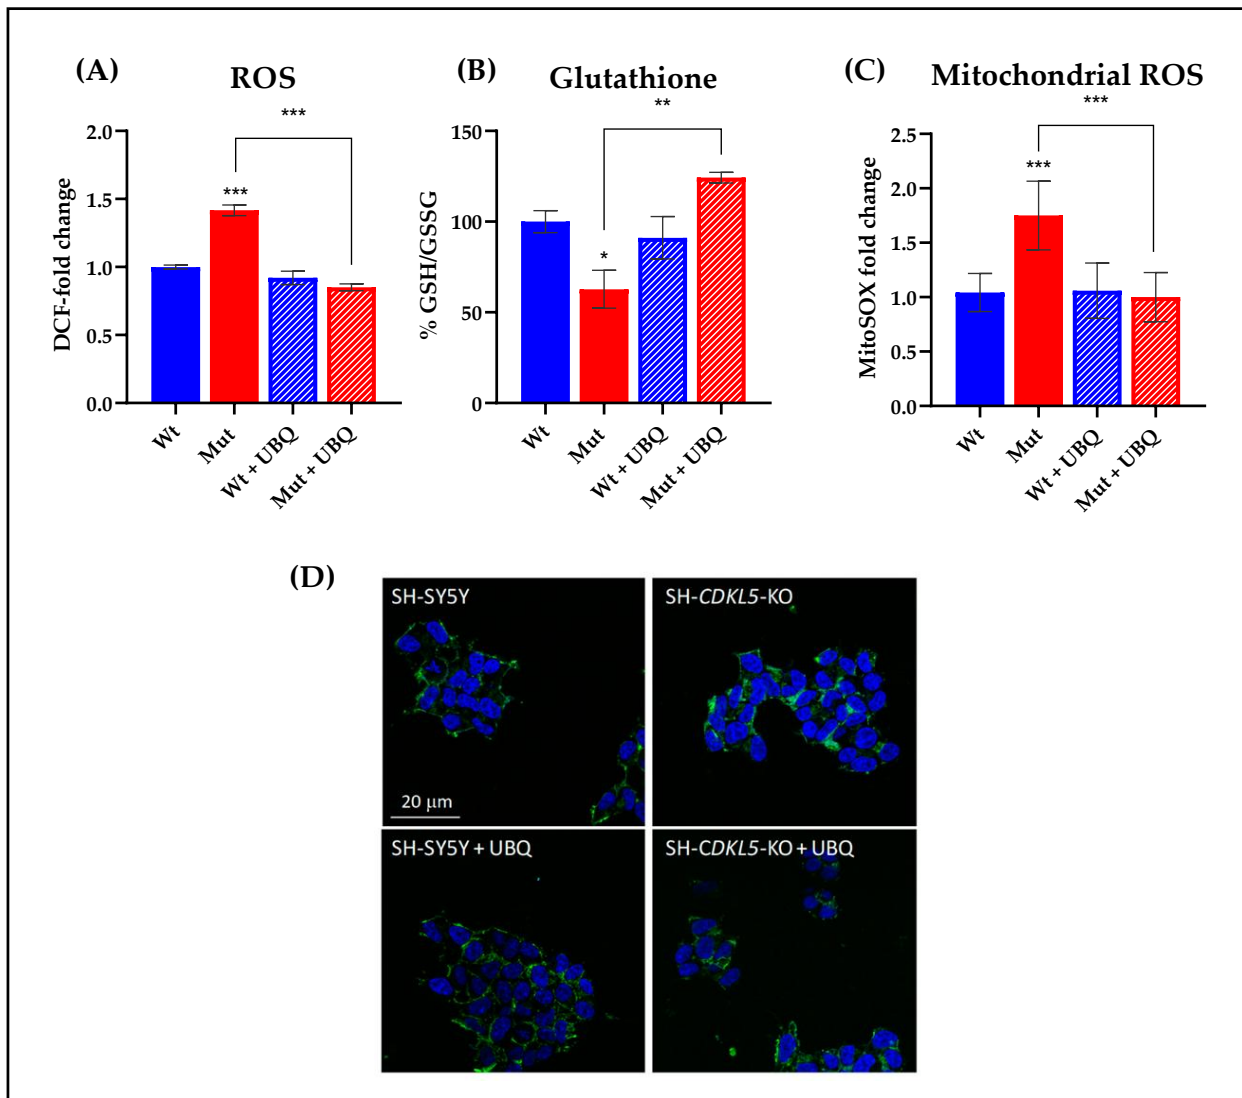 (A)
ROS
***
2.0
1.5
1.0
0.5
0.0
DCF-fold change
***
Wt
Mut
Wt + UBQ
Mut + UBQ
(B)
Glutathione
**
150
100
50
0
% GSH/GSSG
*
Wt
Mut
Wt + UBQ
Mut + UBQ
(C)
Mitochondrial ROS
***
2.5
2.0
1.5
1.0
0.5
0.0
MitoSOX fold change
***
Wt
Mut
Wt + UBQ
Mut + UBQ
(D)
SH-SY5Y
SH-CDKL5-KO
20 µm
SH-SY5Y + UBQ
SH-CDKL5-KO + UBQ